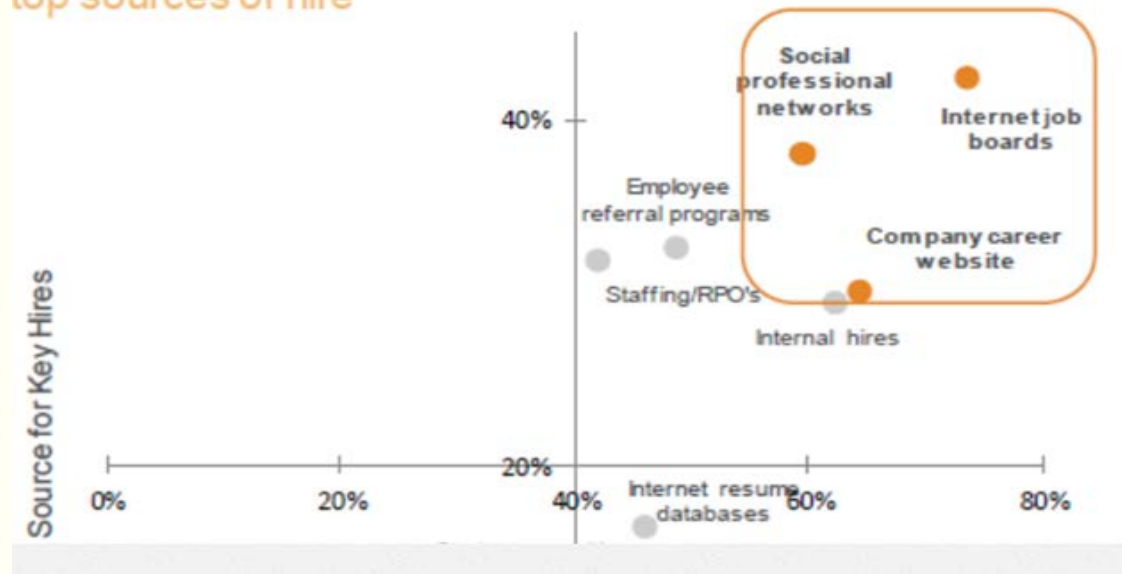 top sources of hire
Social
professional
networks
40%
Internet job
boards
Employee
referral programs
Company career
website
Staffing/RPO's
Internal hires
Source for Key Hires
20%
0%
20%
40%
60%
80%
Internet resume
databases